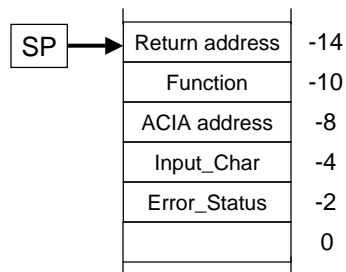 SP
Return address -14
Function -10
ACIA address -8
Input_Char -4
Error_Status -2
0